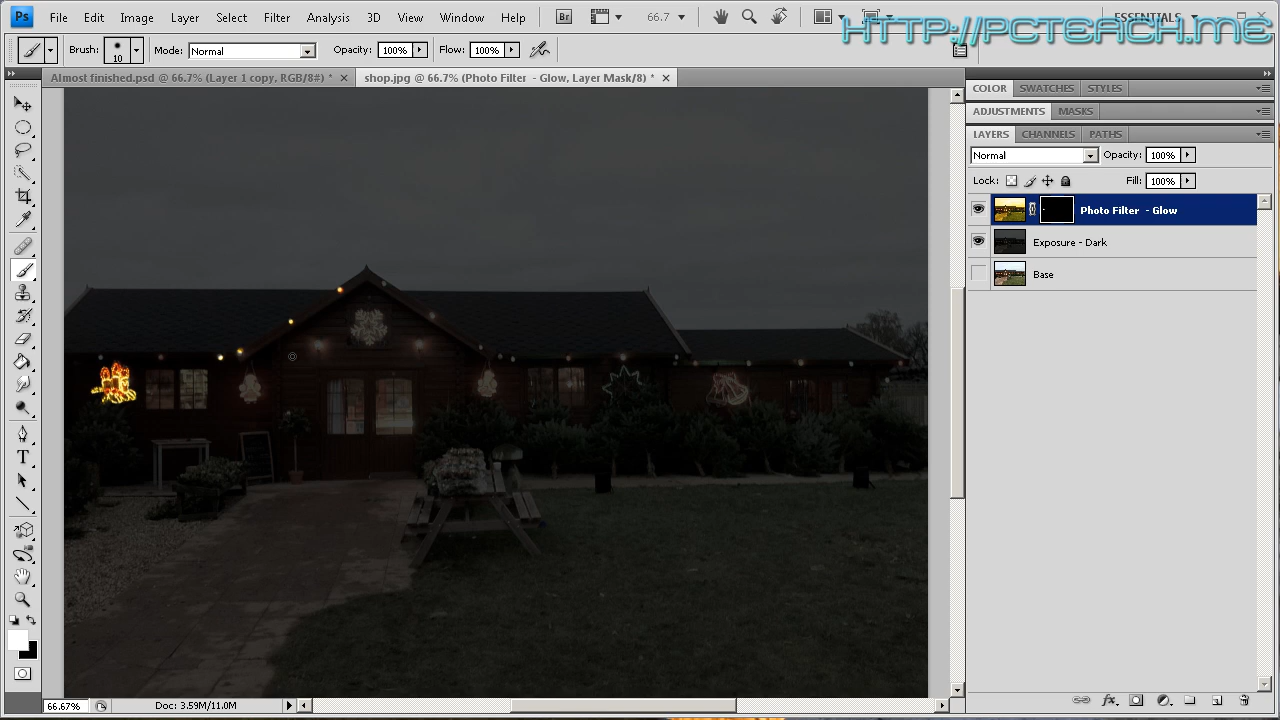 Ps File Edit Image Layer Select Filter Analysis 3D View Window Help Br 66.7 ESSENTIALS
HTTP://PCTEACH.ME
Brush: 10 Mode: Normal Opacity: 100% Flow: 100%
Almost finished.psd @ 66.7% (Layer 1 copy, RGB/8#) * shop.jpg @ 66.7% (Photo Filter - Glow, Layer Mask/8) *
COLOR SWATCHES STYLES
ADJUSTMENTS MASKS
LAYERS CHANNELS PATHS
Normal Opacity: 100%
Lock: Fill: 100%
Photo Filter - Glow
Exposure - Dark
Base
T
66.67% Doc: 3.59M/11.0M
fx